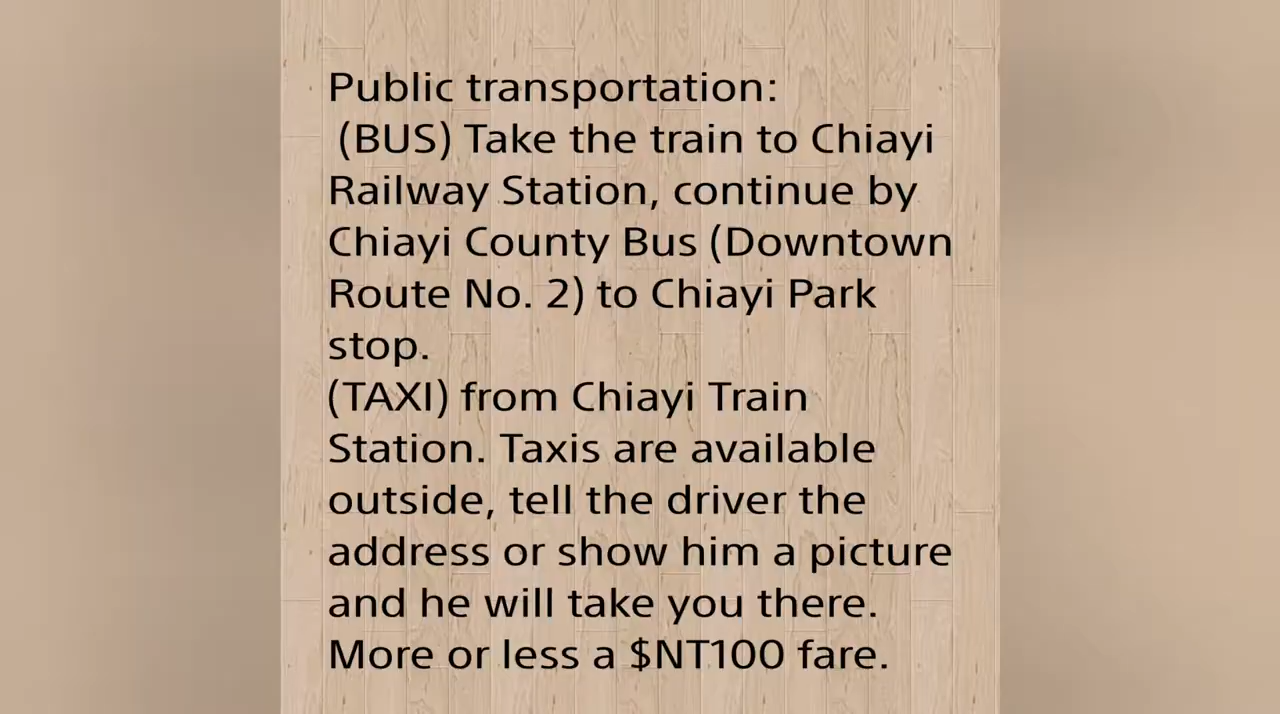 Public transportation:
(BUS) Take the train to Chiayi
Railway Station, continue by
Chiayi County Bus (Downtown
Route No. 2) to Chiayi Park
stop.
(TAXI) from Chiayi Train
Station. Taxis are available
outside, tell the driver the
address or show him a picture
and he will take you there.
More or less a $NT100 fare.